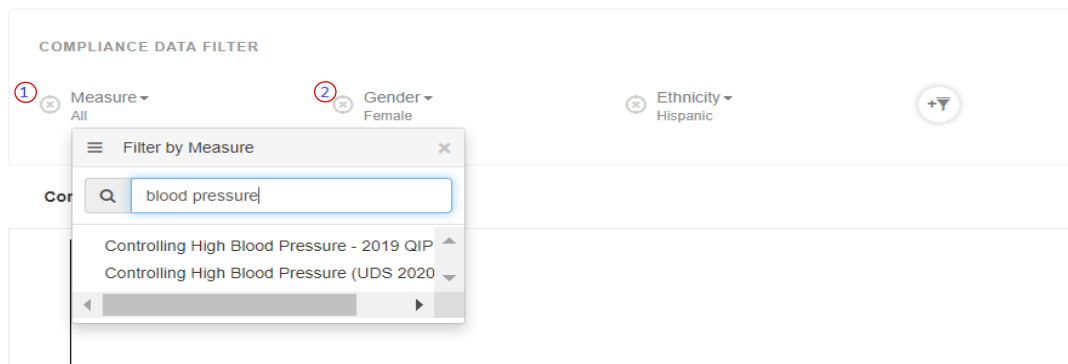 COMPLIANCE DATA FILTER
1 Measure 2 Gender Ethnicity
All Female Hispanic
Filter by Measure
Cor
blood pressure
Controlling High Blood Pressure - 2019 QIP
Controlling High Blood Pressure (UDS 2020